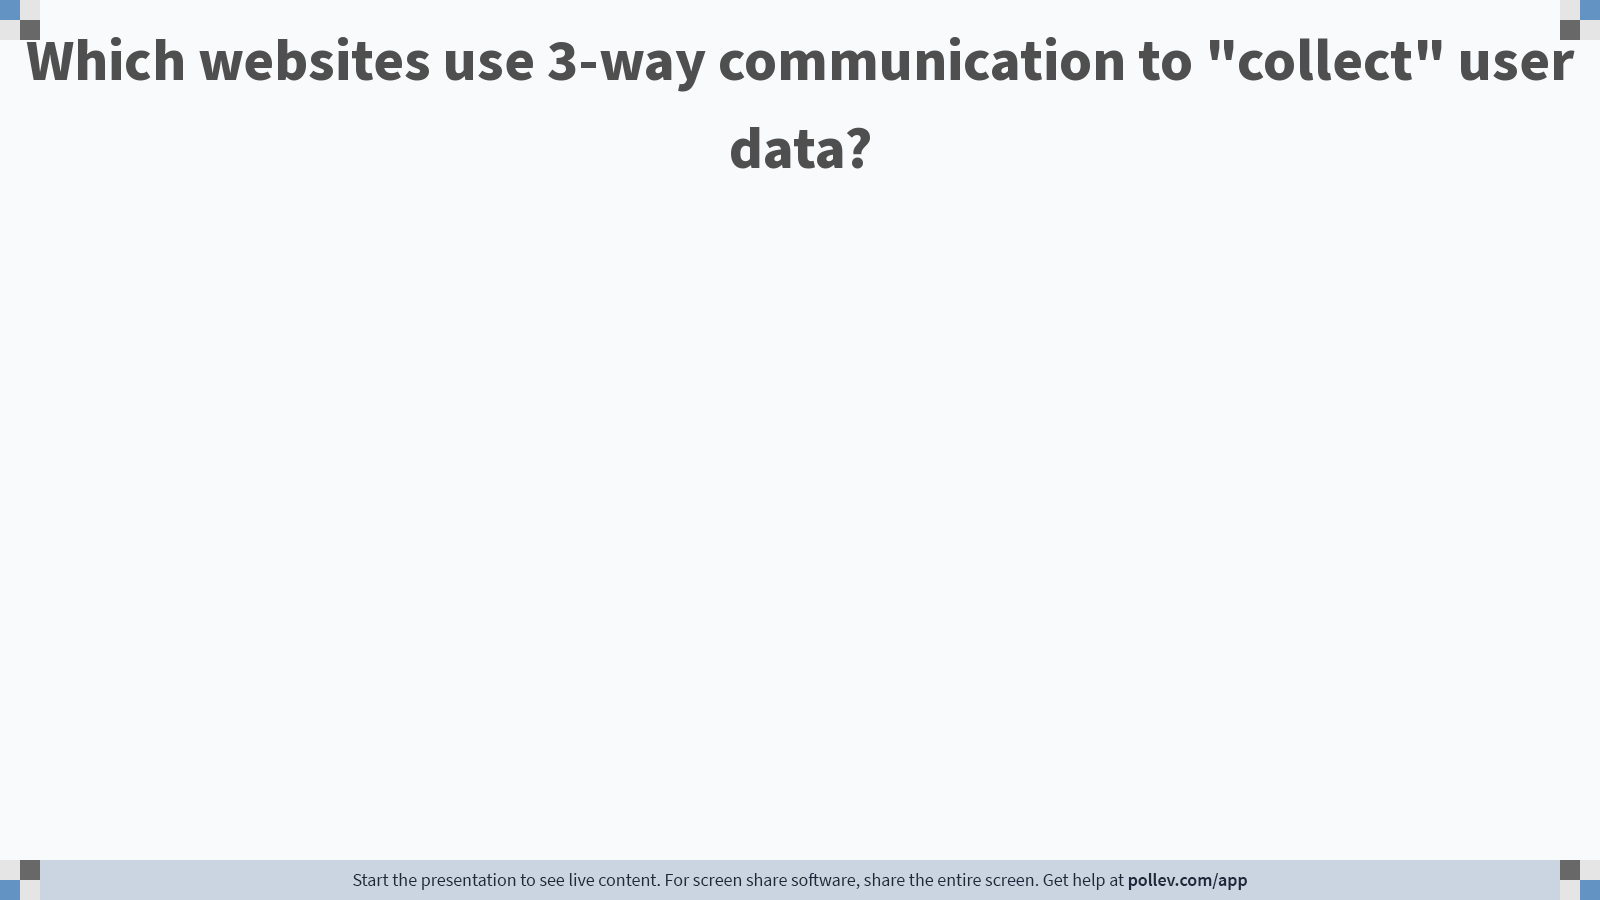 Which websites use 3-way communication to "collect" user
data?
Start the presentation to see live content. For screen share software, share the entire screen. Get help at pollev.com/app